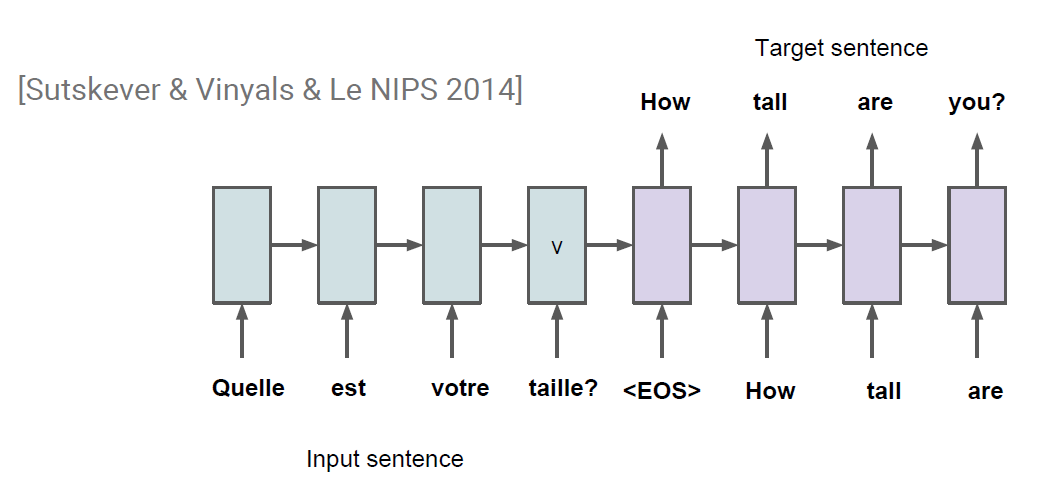 Target sentence
[Sutskever & Vinyals & Le NIPS 2014]
How tall are you?
v
Quelle est votre taille? <EOS> How tall are
Input sentence